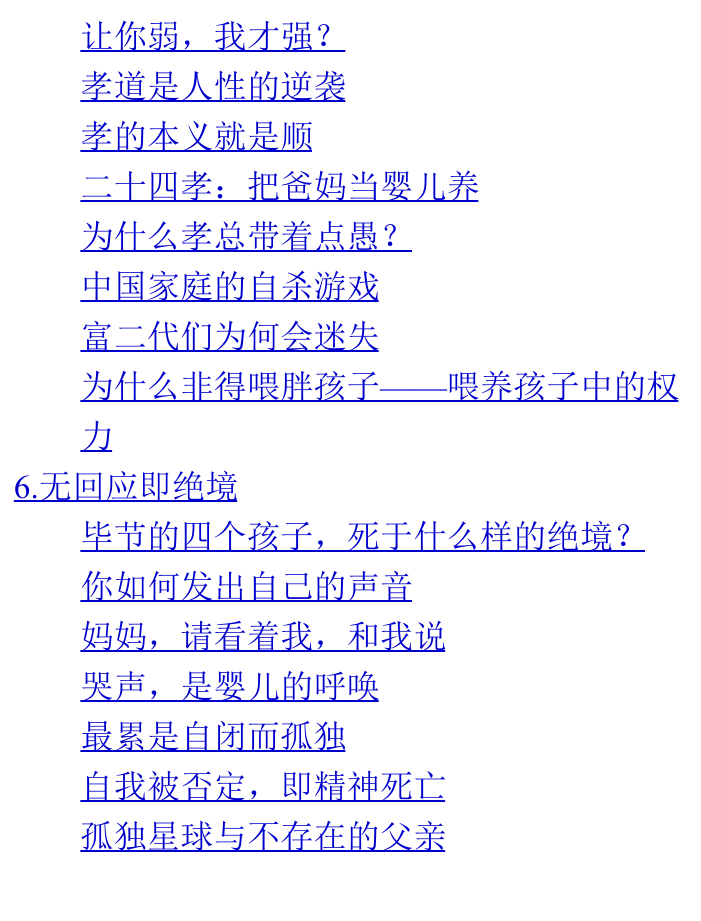 让你弱，我才强？
孝道是人性的逆袭
孝的本义就是顺
二十四孝：把爸妈当婴儿养
为什么孝总带着点愚？
中国家庭的自杀游戏
富二代们为何会迷失
为什么非得喂胖孩子——喂养孩子中的权
力
6.无回应即绝境
毕节的四个孩子，死于什么样的绝境？
你如何发出自己的声音
妈妈，请看着我，和我说
哭声，是婴儿的呼唤
最累是自闭而孤独
自我被否定，即精神死亡
孤独星球与不存在的父亲